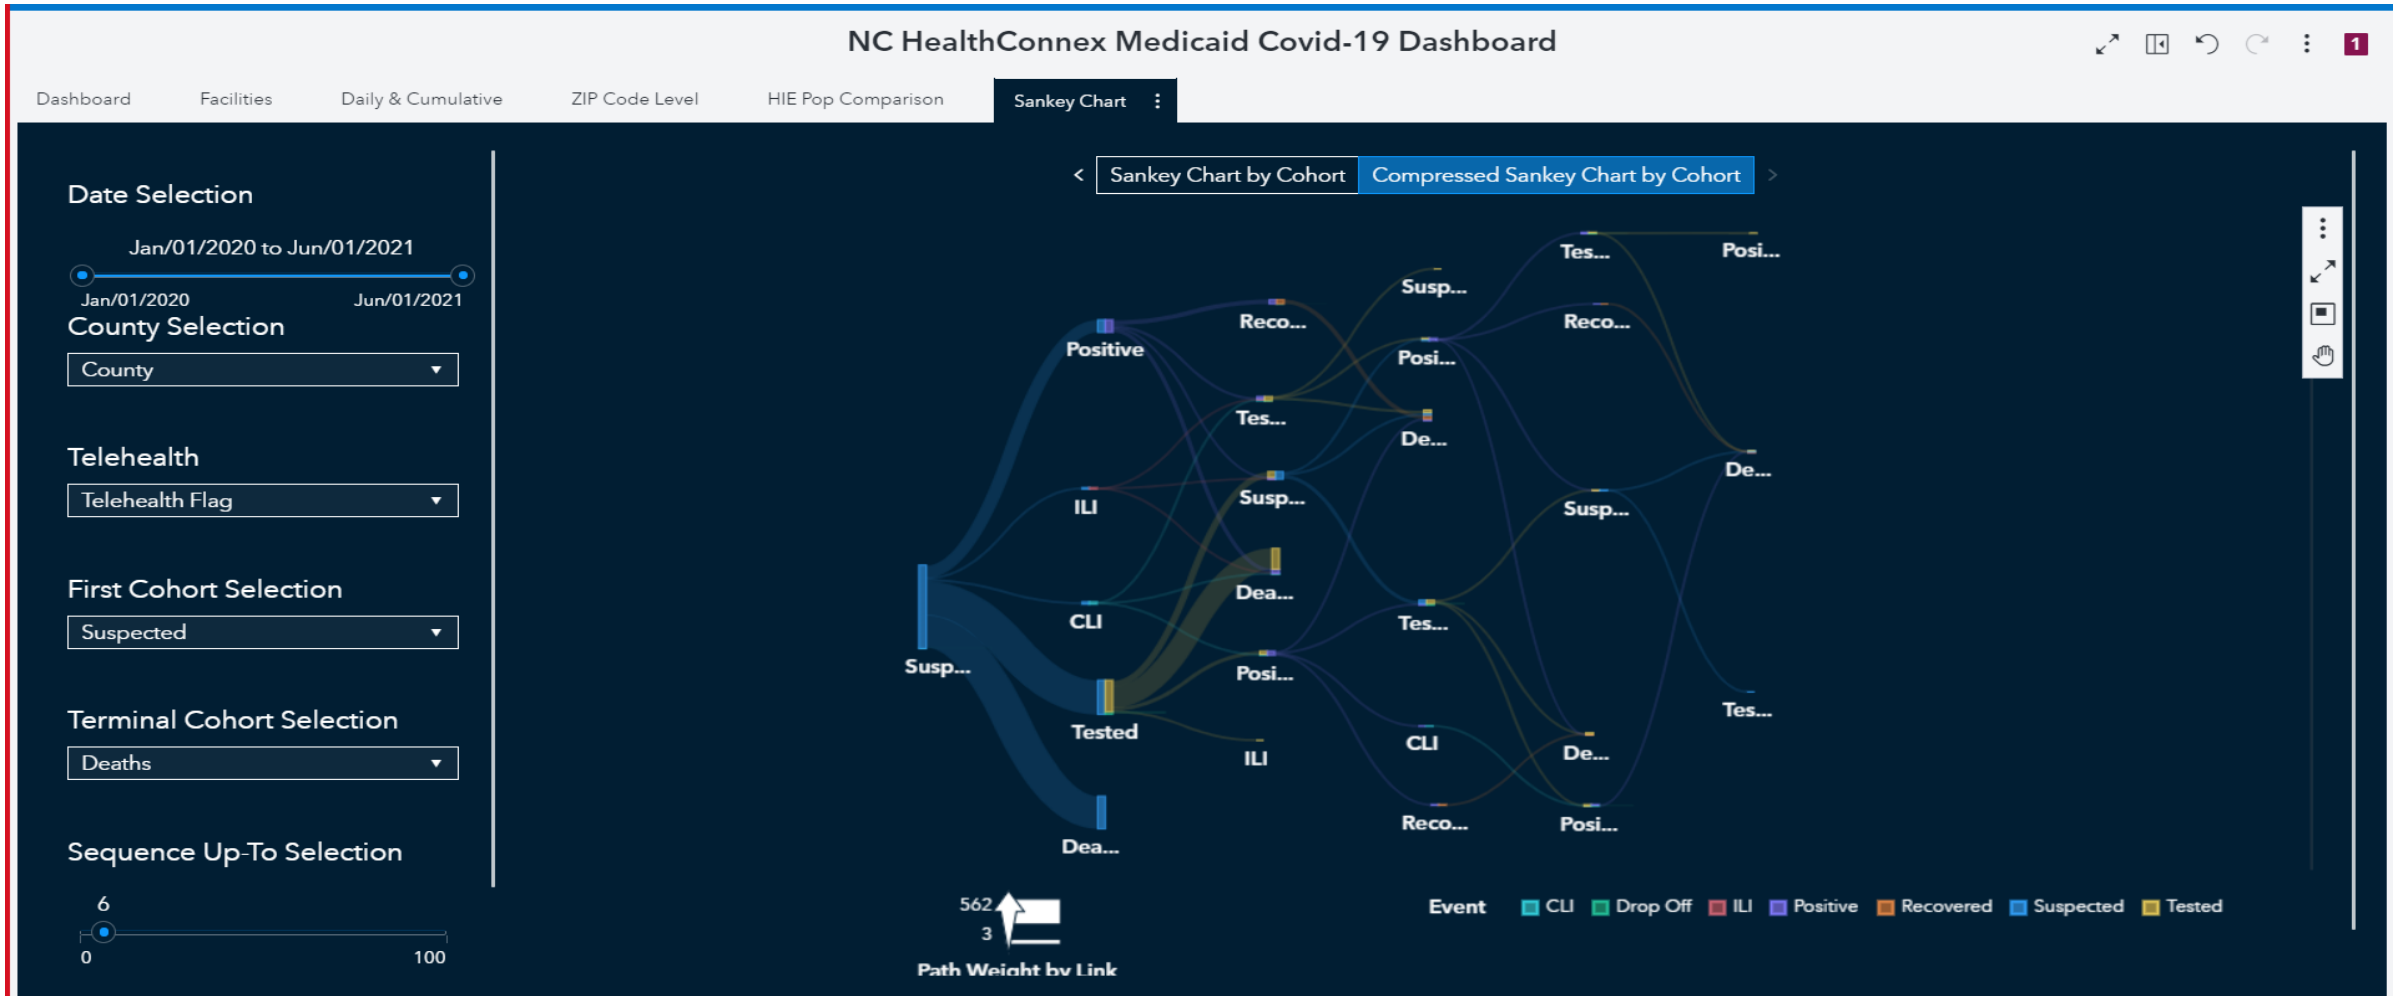 NC HealthConnex Medicaid Covid-19 Dashboard
1
Dashboard Facilities Daily & Cumulative ZIP Code Level HIE Pop Comparison Sankey Chart
Date Selection
Jan/01/2020 to Jun/01/2021
Jan/01/2020 Jun/01/2021
County Selection
County
Telehealth
Telehealth Flag
First Cohort Selection
Suspected
Terminal Cohort Selection
Deaths
Sequence Up-To Selection
6
0 100
< Sankey Chart by Cohort Compressed Sankey Chart by Cohort >
Susp...
Positive
ILI
CLI
Tested
Dea...
Reco...
Tes...
Susp...
Dea...
Posi...
ILI
Susp...
Posi...
De...
Tes...
CLI
Reco...
Tes...
Reco...
Susp...
De...
Posi...
Posi...
De...
Tes...
562
3
Path Weight by Link
Event CLI Drop Off ILI Positive Recovered Suspected Tested